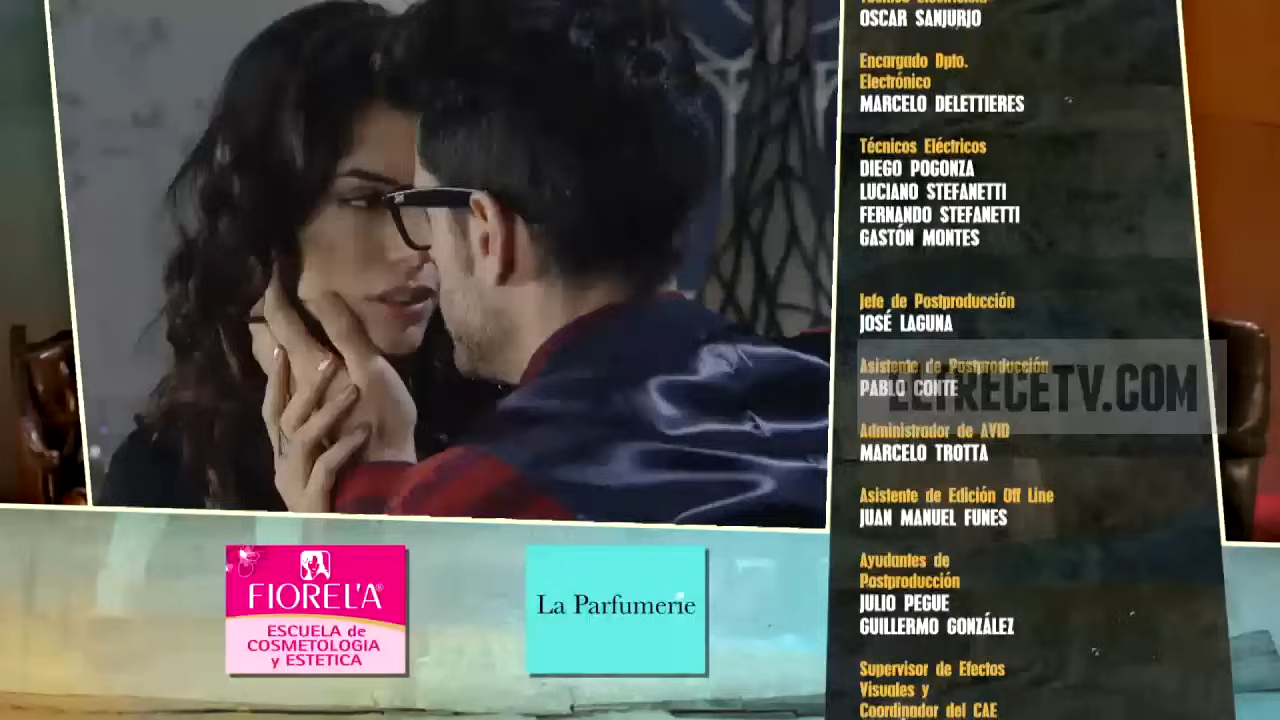 OSCAR SANJURJO
Encargado Dpto.
Electrónico
MARCELO DELETTIERES
Técnicos Eléctricos
DIEGO POGONZA
LUCIANO STEFANETTI
FERNANDO STEFANETTI
GASTÓN MONTES
Jefe de Postproducción
JOSÉ LAGUNA
Asistente de Postproducción
PABLO CONTE
ELTRECETV.COM
Administrador de AVID
MARCELO TROTTA
Asistente de Edición Off Line
JUAN MANUEL FUNES
Ayudantes de
Postproducción
JULIO PEGUE
GUILLERMO GONZÁLEZ
Supervisor de Efectos
Visuales y
Coordinador del CAE
FIOREL'A®
ESCUELA de
COSMETOLOGIA
y ESTETICA
La Parfumerie